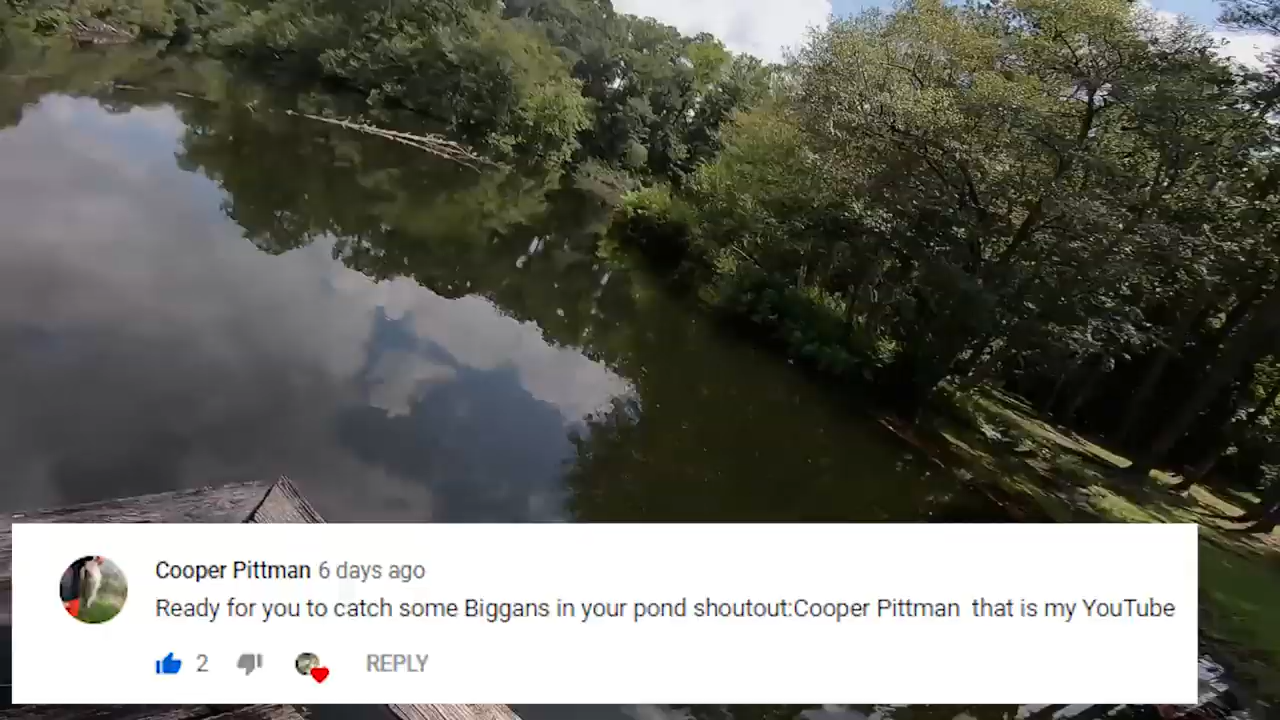 Cooper Pittman 6 days ago
Ready for you to catch some Biggans in your pond shoutout:Cooper Pittman  that is my YouTube
2 REPLY